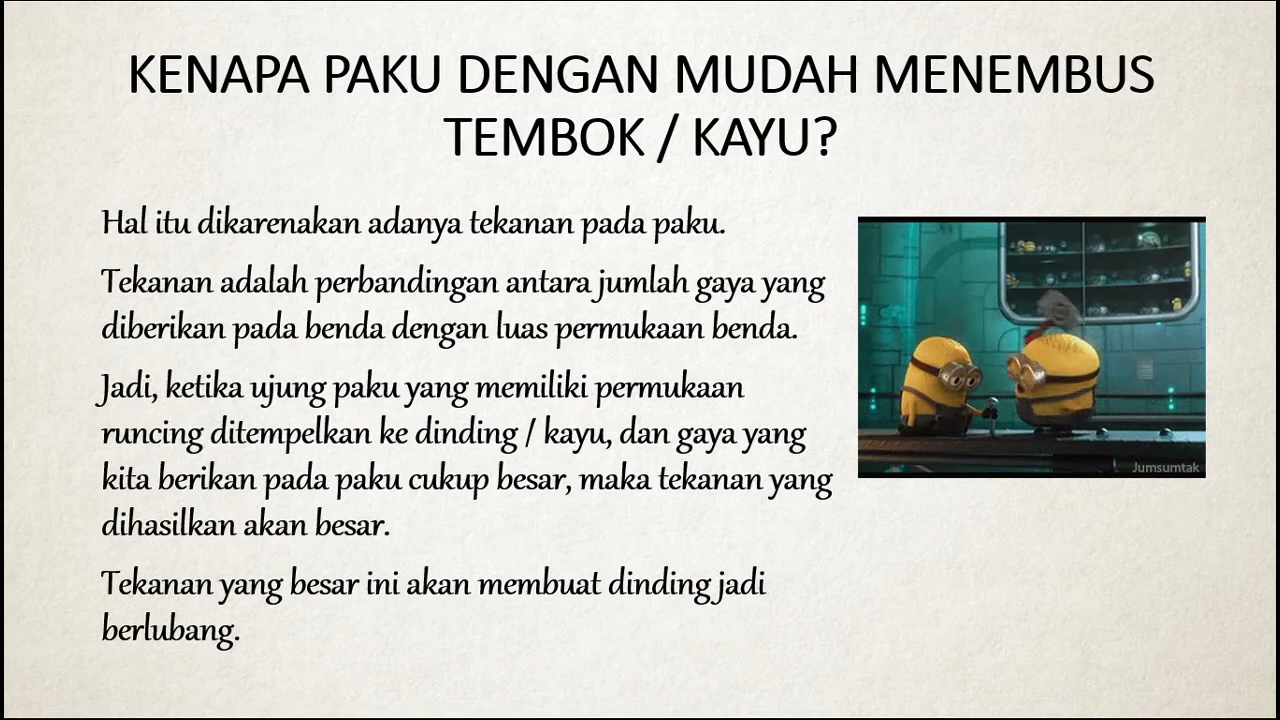 KENAPA PAKU DENGAN MUDAH MENEMBUS
TEMBOK / KAYU?
Hal itu dikarenakan adanya tekanan pada paku.
Tekanan adalah perbandingan antara jumlah gaya yang
diberikan pada benda dengan luas permukaan benda.
Jadi, ketika ujung paku yang memiliki permukaan
runcing ditempelkan ke dinding / kayu, dan gaya yang
kita berikan pada paku cukup besar, maka tekanan yang
dihasilkan akan besar.
Tekanan yang besar ini akan membuat dinding jadi
berlubang.
Jumsumtak